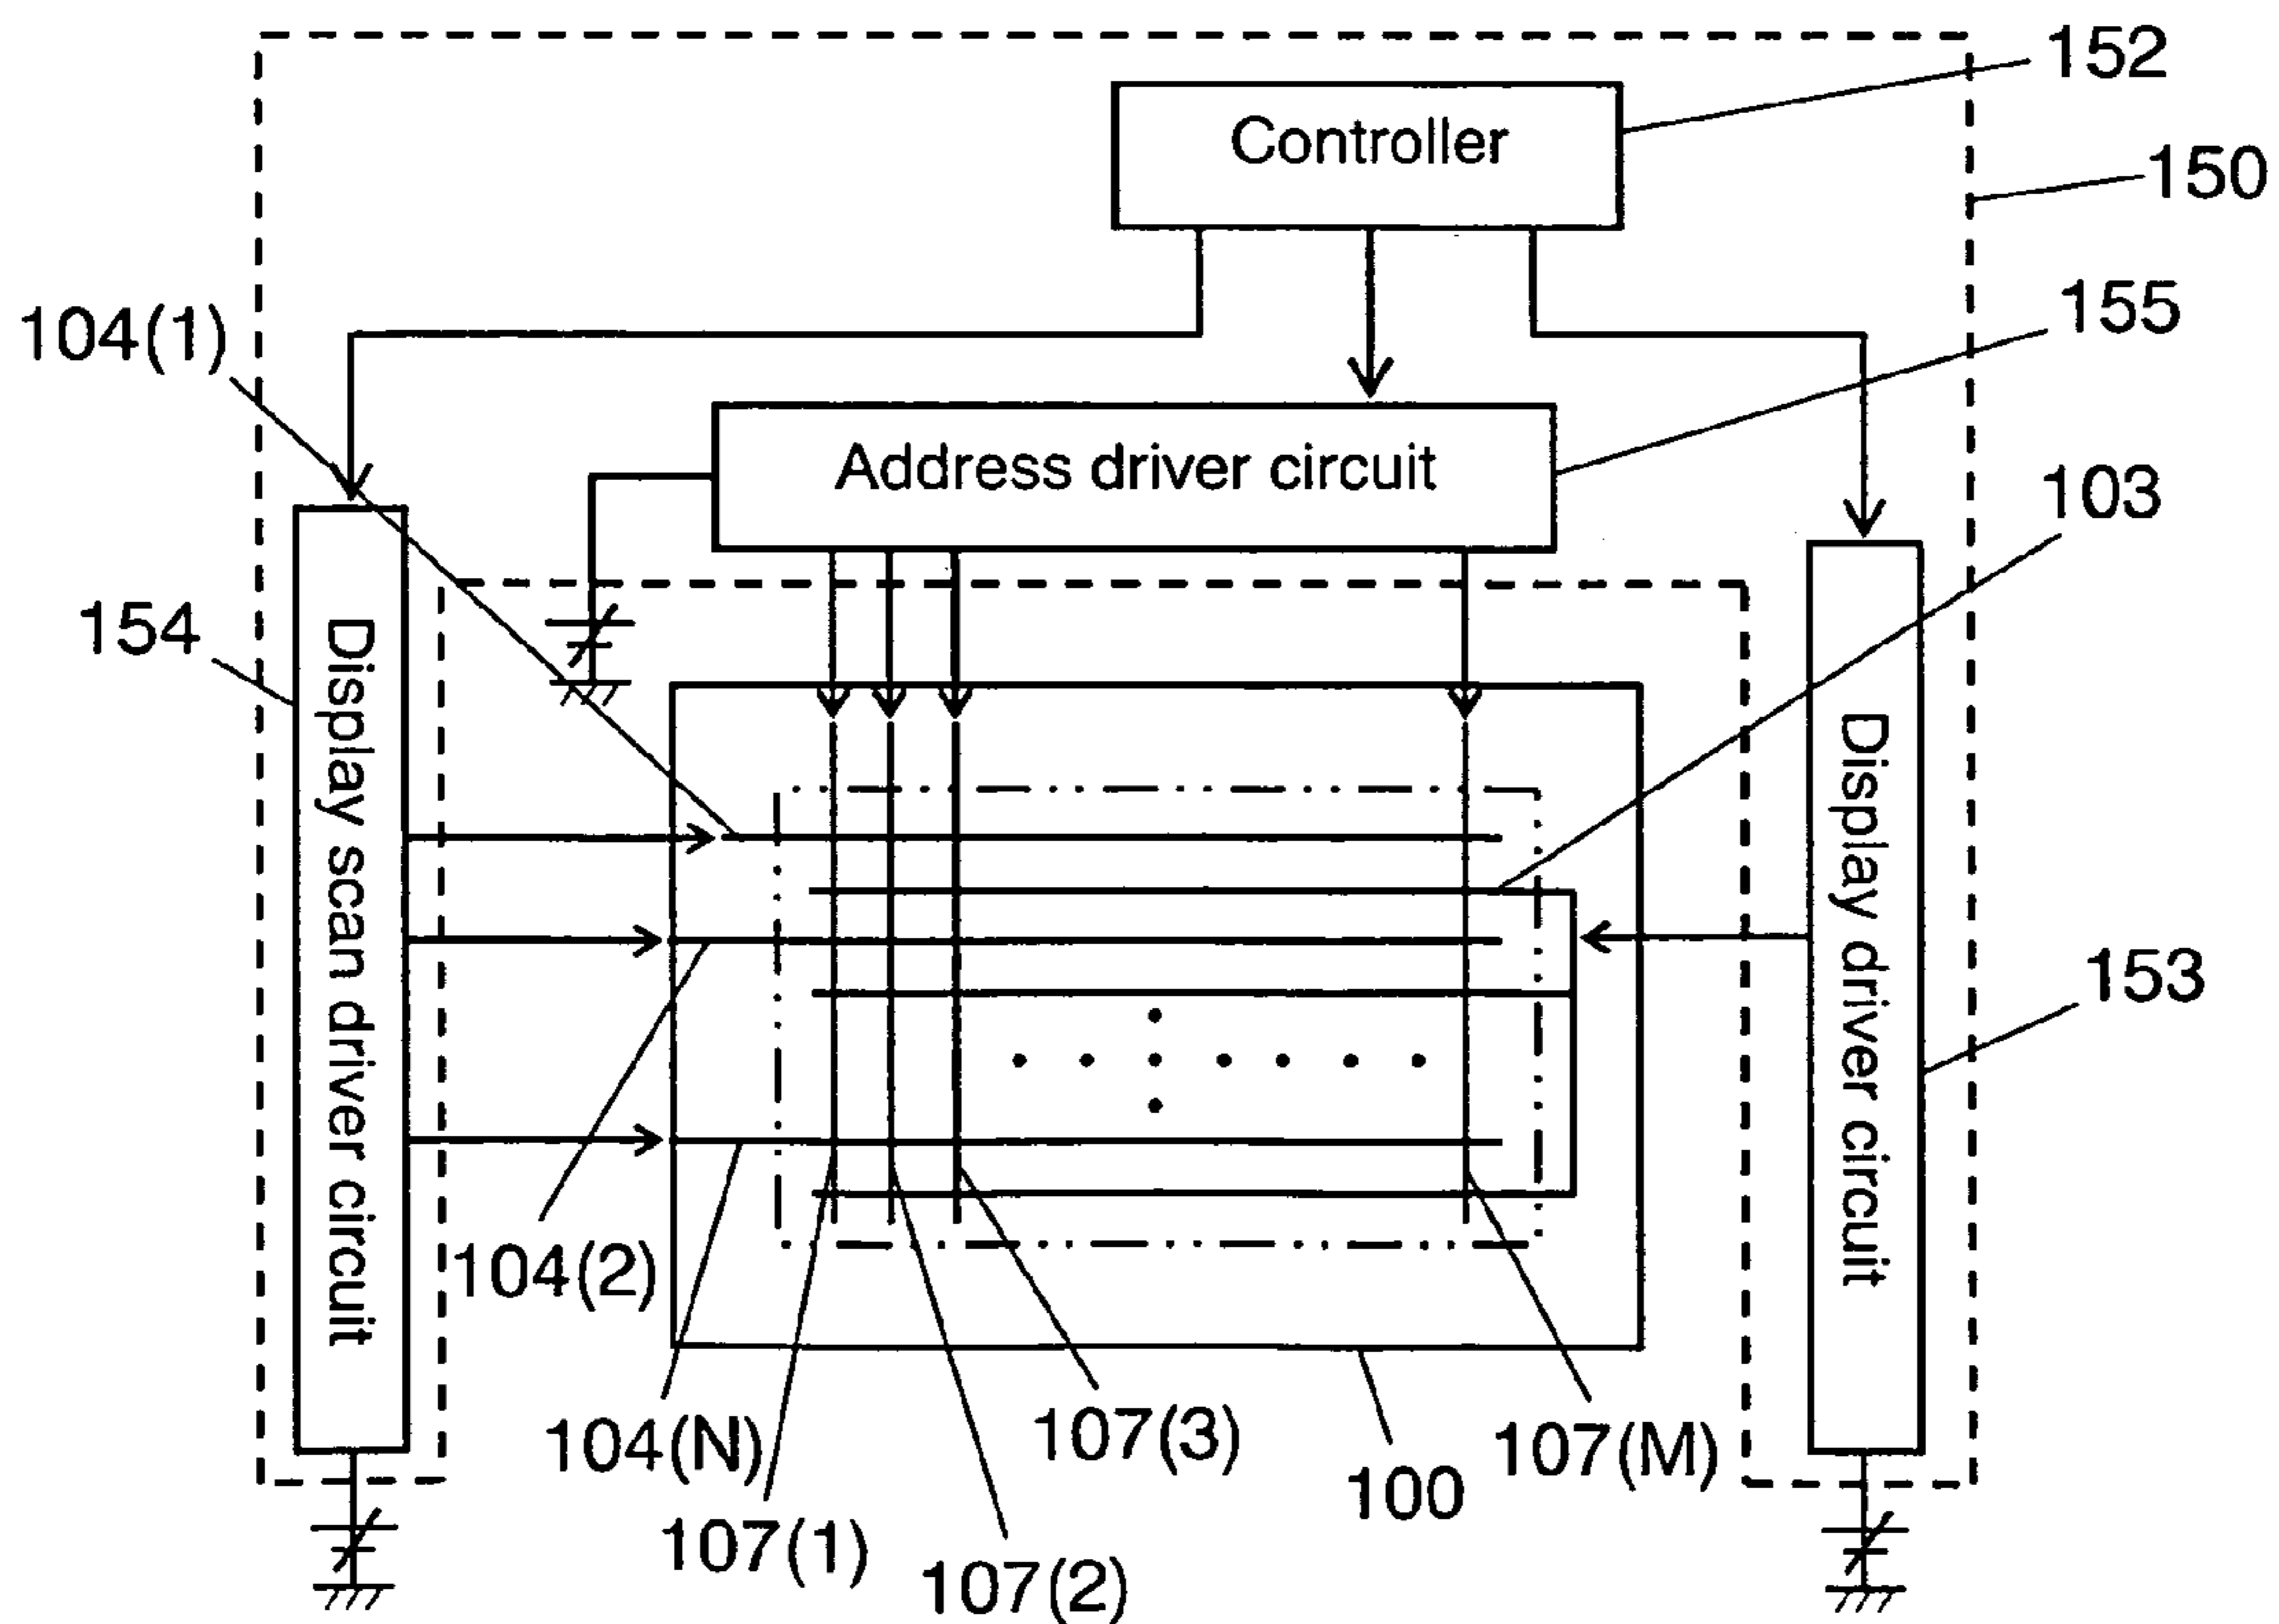 152
Controller
150
155
104(1)
Address driver circuit
103
154
Display scan driver circuit
Display driver circuit
153
104(2)
104(N)
107(3)
107(M)
100
107(1)
107(2)